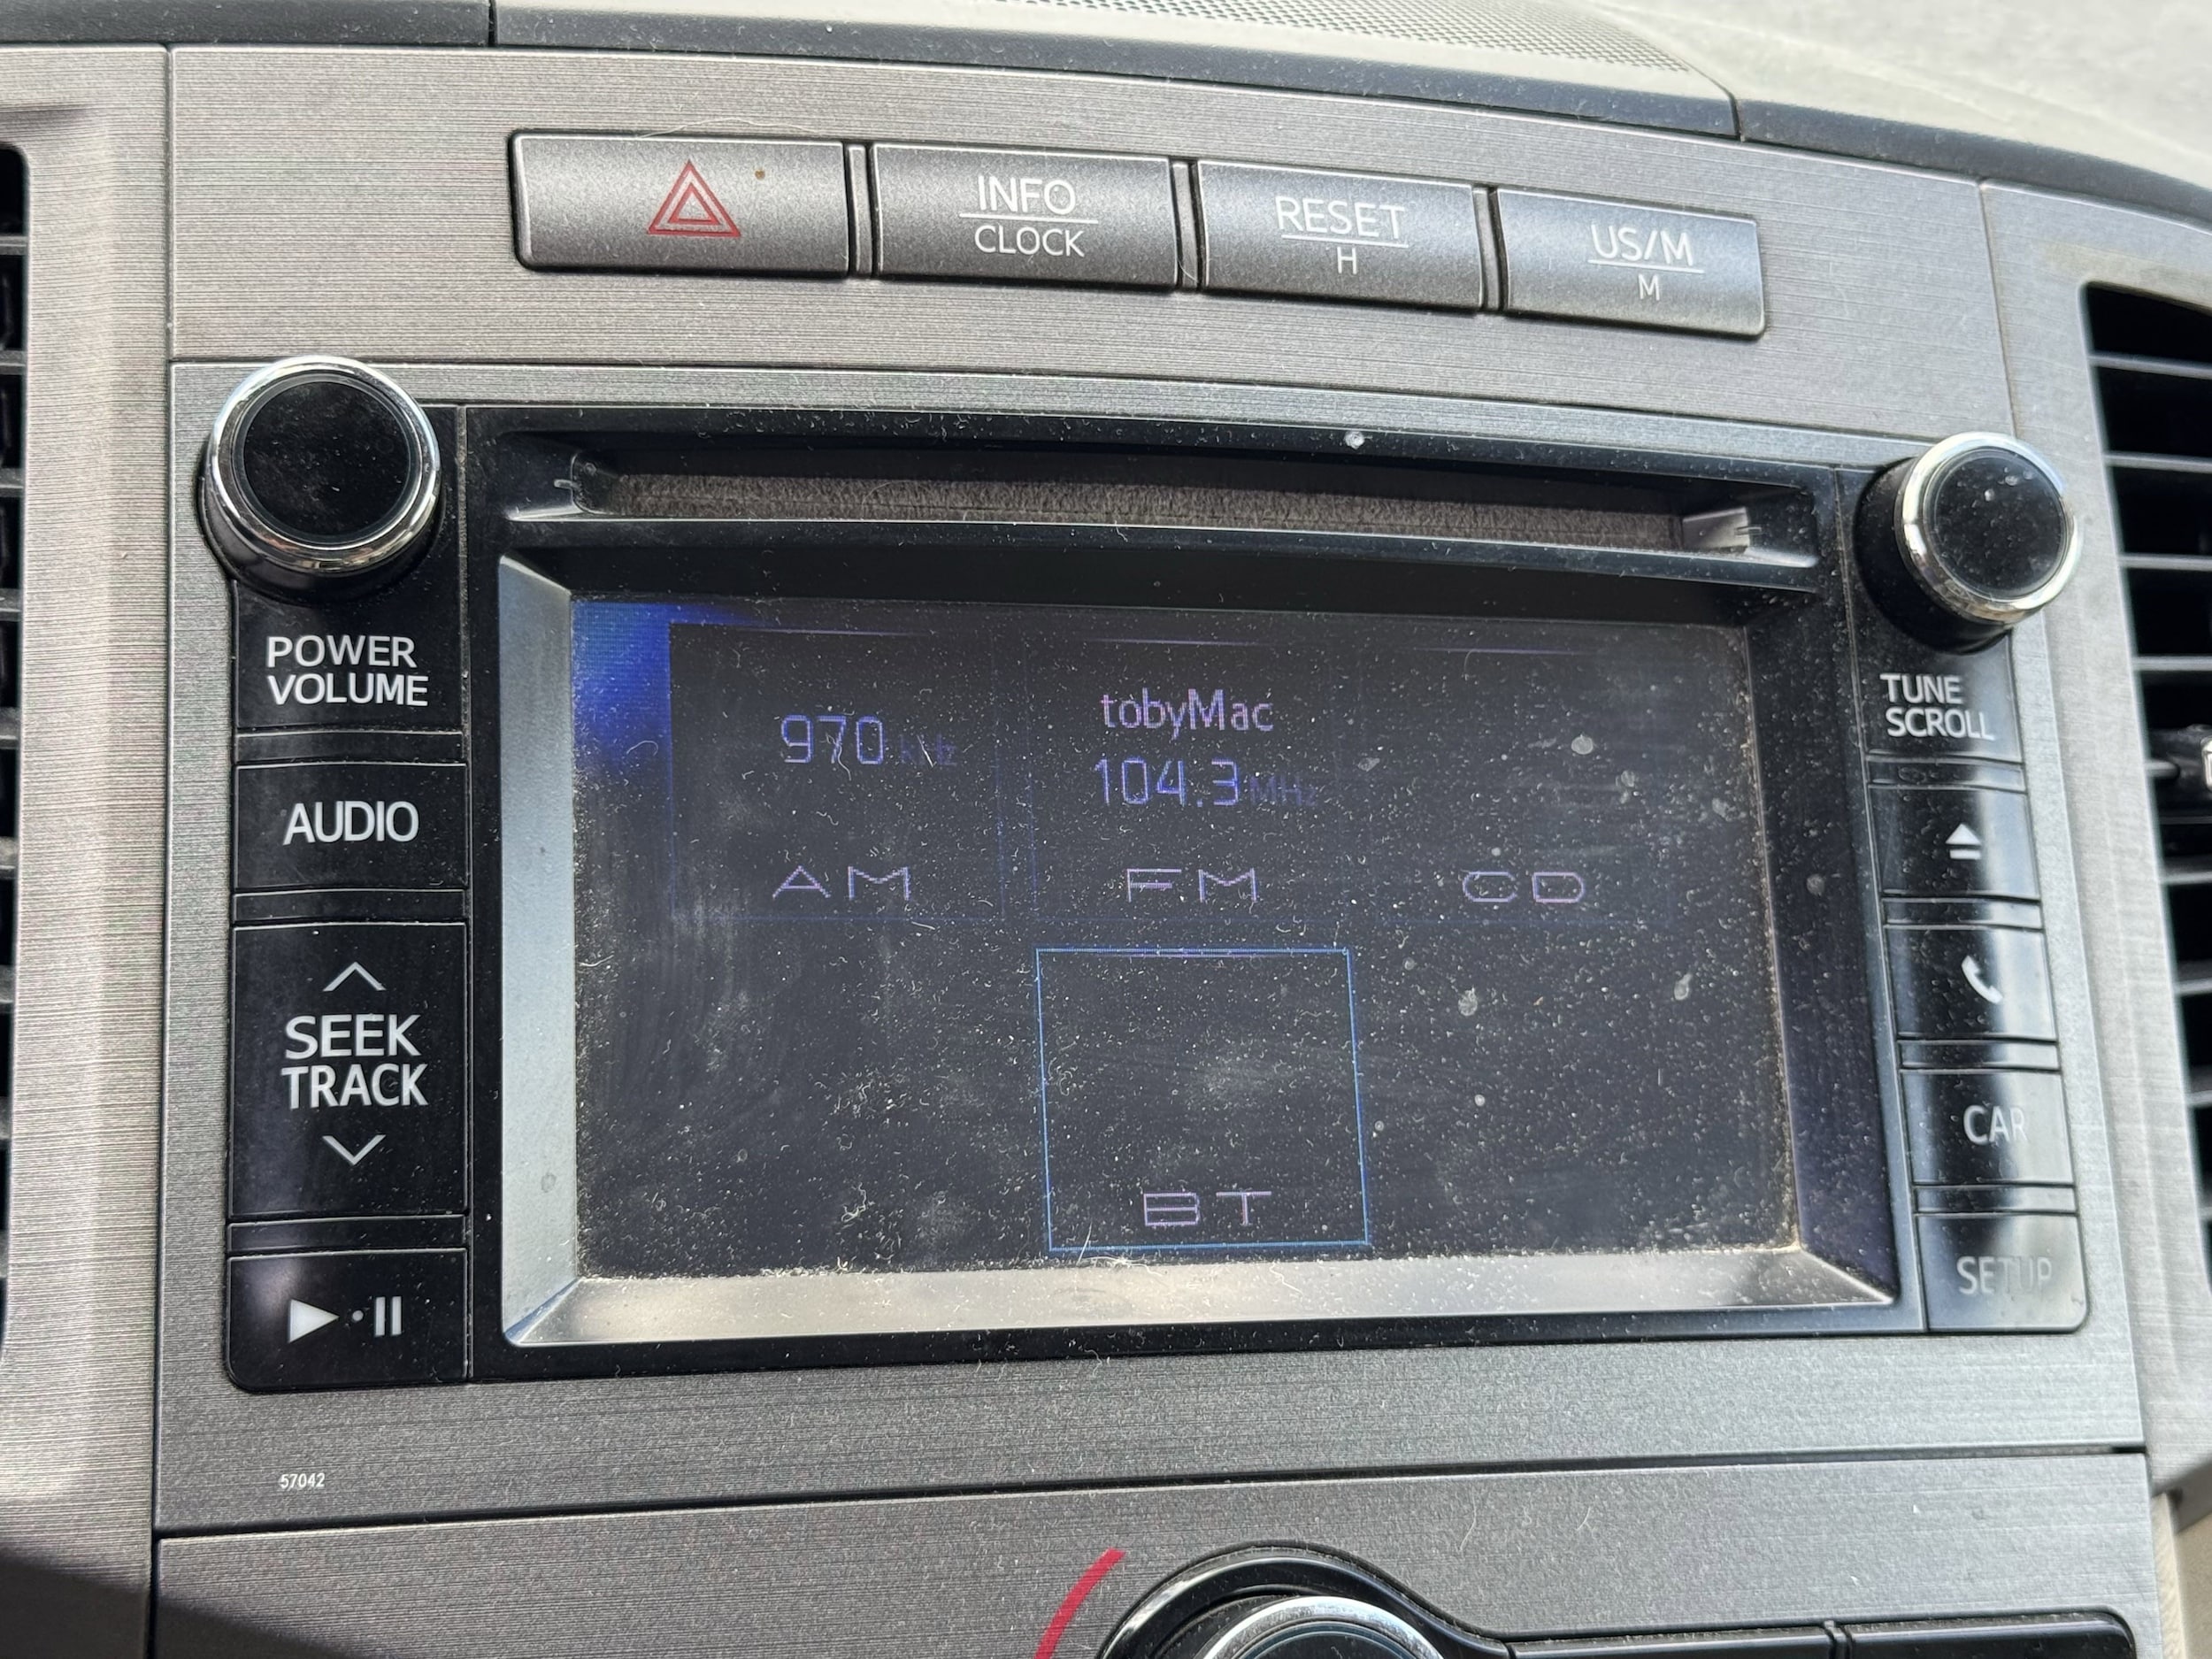 INFO
CLOCK
RESET
H
US/M
M
POWER
VOLUME
TUNE
SCROLL
970 kHz
tobyMac
104.3 MHz
AM
FM
CD
BT
AUDIO
SEEK
TRACK
CAR
SETUP
57042